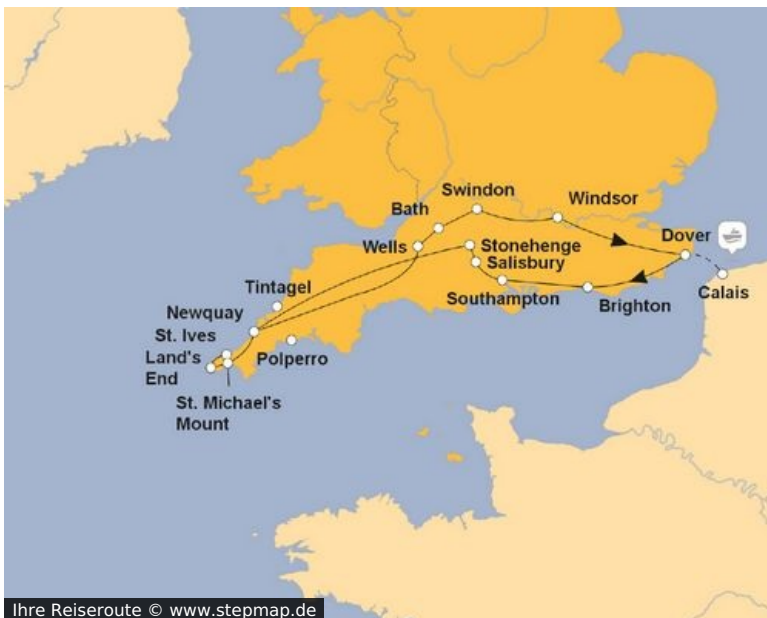 Swindon
Bath
Windsor
Wells
Stonehenge
Dover
Salisbury
Calais
Tintagel
Southampton
Brighton
Newquay
St. Ives
Land's
End
Polperro
St. Michael's
Mount
Ihre Reiseroute © www.stepmap.de